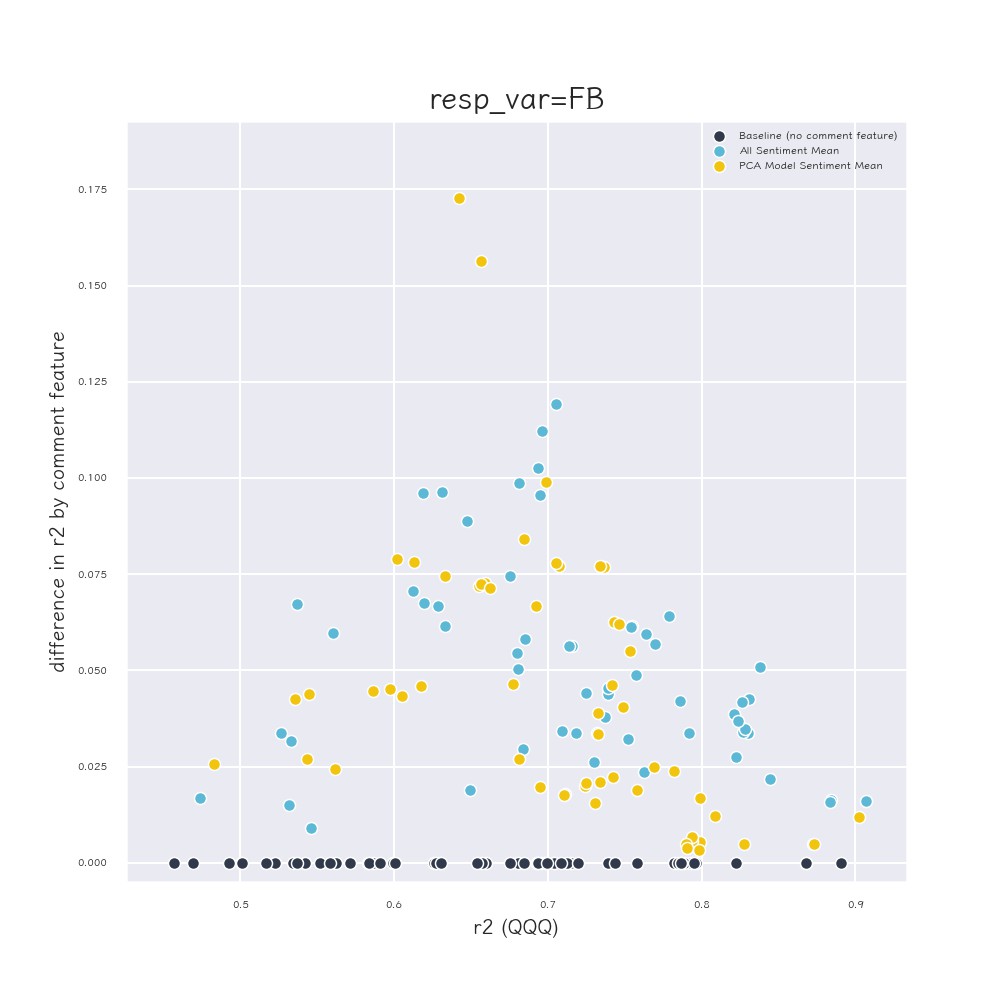 resp_var=FB
Baseline (no comment feature)
All Sentiment Mean
PCA Model Sentiment Mean
difference in r2 by comment feature
0.175
0.150
0.125
0.100
0.075
0.050
0.025
0.000
0.5 0.6 0.7 0.8 0.9
r2 (QQQ)